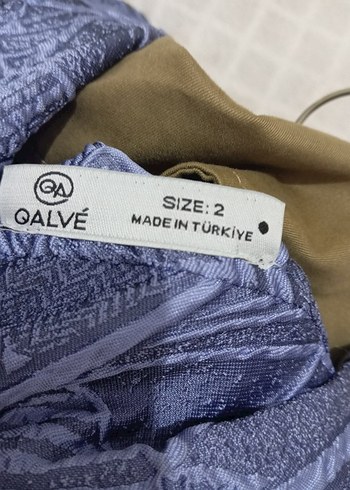 QA
QALVÉ
SIZE: 2
MADE IN TÜRKİYE